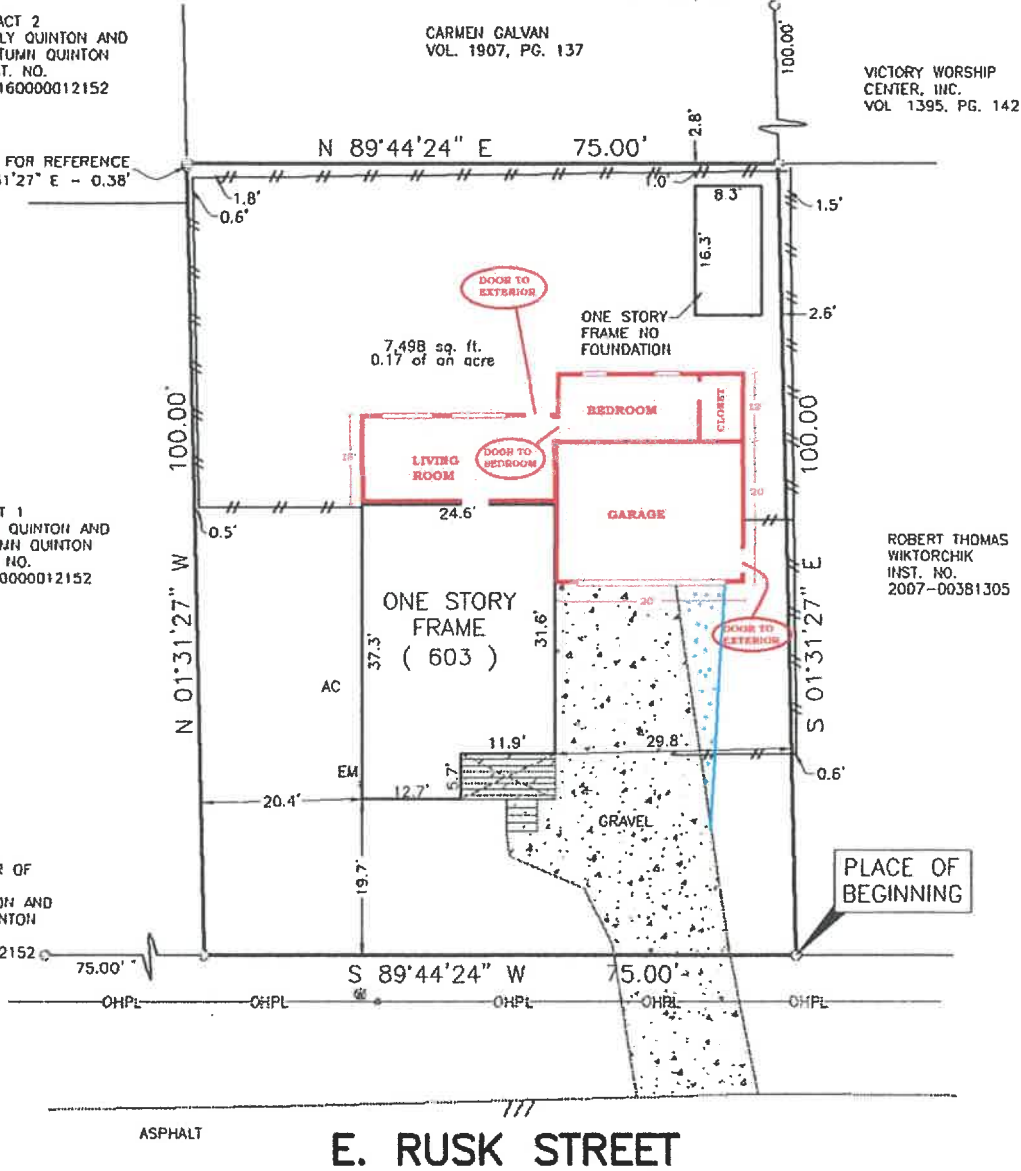 ACT 2
LY QUINTON AND
TUMN QUINTON
T. NO.
160000012152
CARMEN GALVAN
VOL. 1907, PG. 137
100.00'
VICTORY WORSHIP
CENTER, INC.
VOL 1395, PG. 142
FOR REFERENCE
31'27" E - 0.38'
N 89°44'24" E 75.00'
2.8'
1.8'
0.6'
1.0'
8.3'
1.5'
16.3'
2.6'
DOOR TO
EXTERIOR
ONE STORY
FRAME NO
FOUNDATION
7,498 sq. ft.
0.17 of an acre
BEDROOM
CLOSET
12'
100.00'
100.00'
LIVING
ROOM
DOOR TO
BEDROOM
20
24.6'
GARAGE
0.5'
T 1
QUINTON AND
MN QUINTON
NO.
0000012152
ROBERT THOMAS
WIKTORCHIK
INST. NO.
2007-00381305
N 01°31'27" W
S 01°31'27" E
20'
ONE STORY
FRAME
( 603 )
37.3'
31.6'
DOOR TO
EXTERIOR
AC
11.9'
29.8'
EM
5.7'
0.6'
20.4'
12.7'
GRAVEL
19.7'
PLACE OF
BEGINNING
R OF
ON AND
NTON
2152
75.00'
S 89°44'24" W 75.00'
OHPL OHPL OHPL OHPL OHPL
ASPHALT
E. RUSK STREET